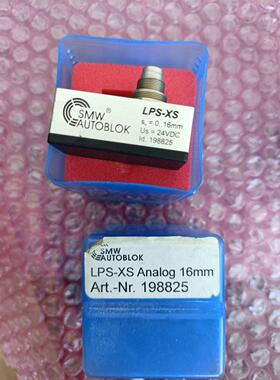 SMW®
AUTOBLOK
LPS-XS
sₙ = 0..16mm
Us = 24VDC
Id. 198825
SMW
AUTOBLOK
LPS-XS Analog 16mm
Art.-Nr. 198825